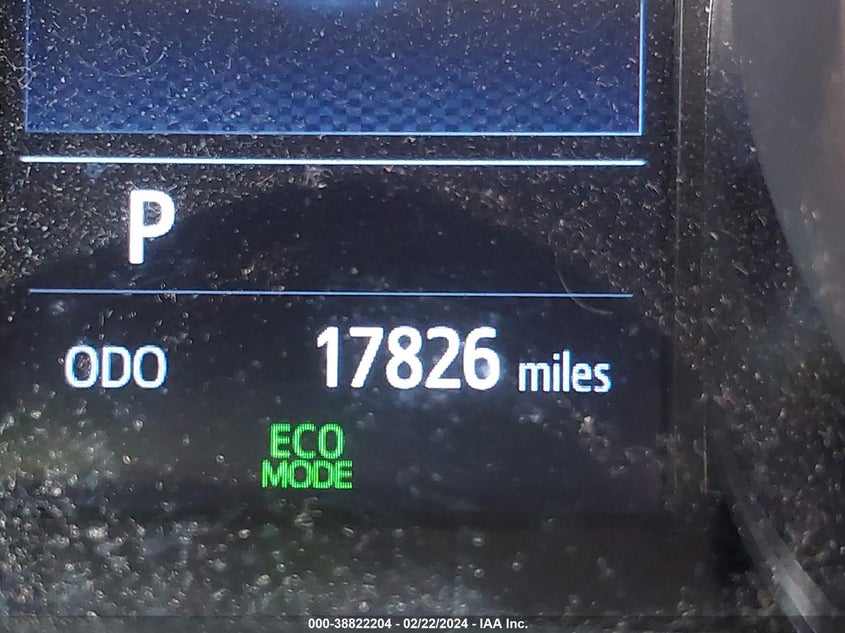 P
ODO 17826 miles
ECO
MODE
000-38822204 - 02/22/2024 - IAA Inc.